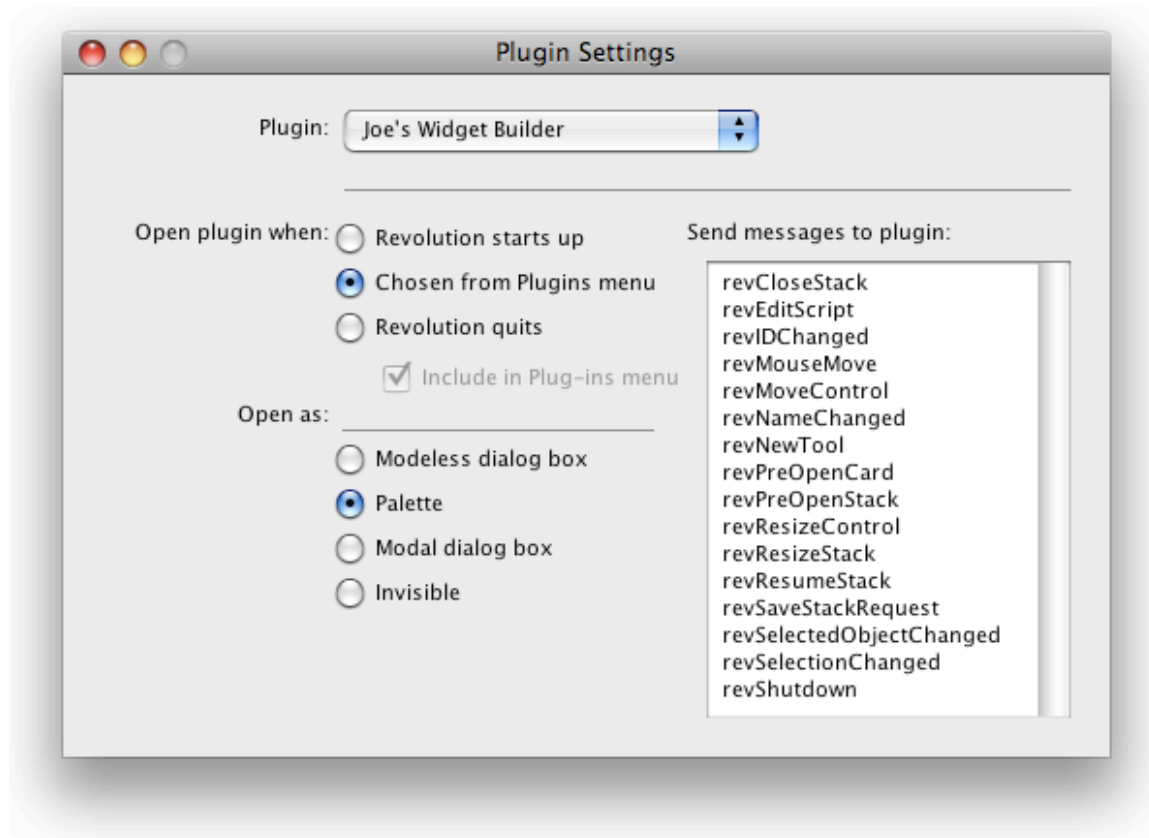 Plugin Settings
Plugin:
Joe's Widget Builder
Open plugin when:
Revolution starts up
Chosen from Plugins menu
Revolution quits
Include in Plug-ins menu
Open as:
Modeless dialog box
Palette
Modal dialog box
Invisible
Send messages to plugin:
revCloseStack
revEditScript
revIDChanged
revMouseMove
revMoveControl
revNameChanged
revNewTool
revPreOpenCard
revPreOpenStack
revResizeControl
revResizeStack
revResumeStack
revSaveStackRequest
revSelectedObjectChanged
revSelectionChanged
revShutdown